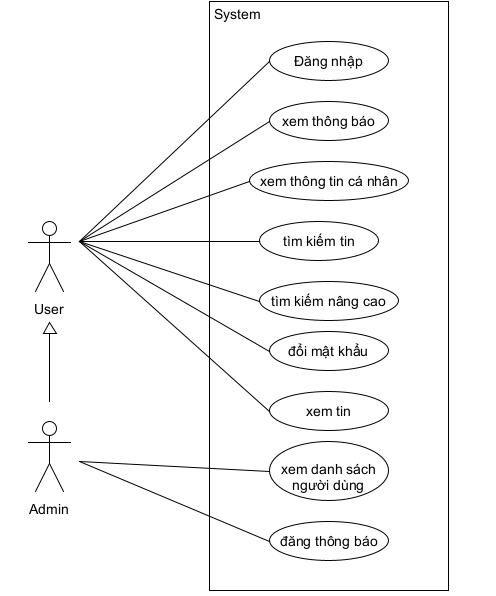 System
Đăng nhập
xem thông báo
xem thông tin cá nhân
tìm kiếm tin
tìm kiếm nâng cao
User
đổi mật khẩu
xem tin
xem danh sách
người dùng
Admin
đăng thông báo